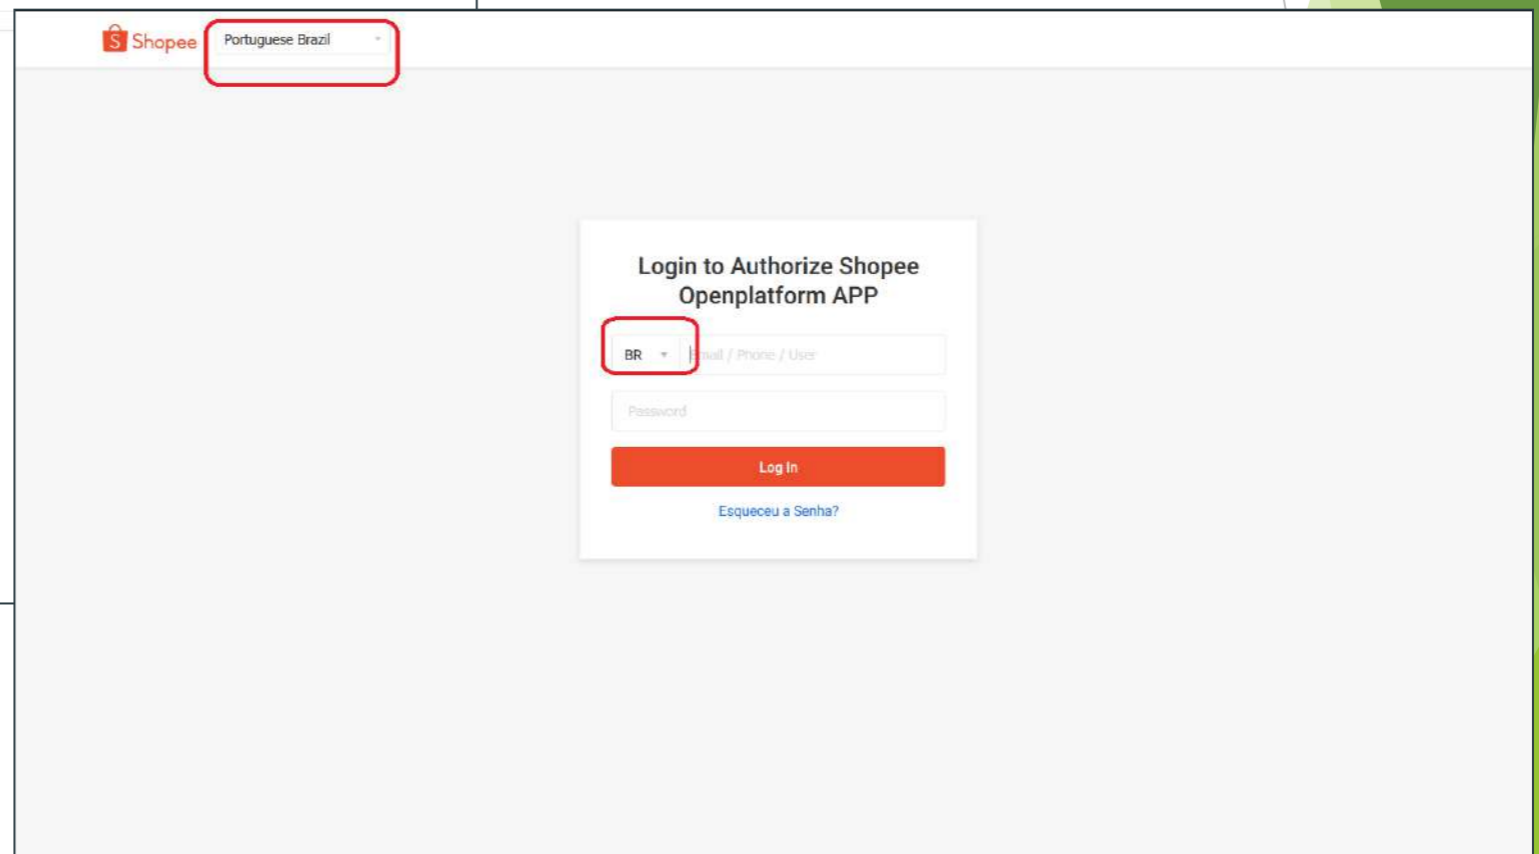 Shopee
Portuguese Brazil
Login to Authorize Shopee
Openplatform APP
BR
Email / Phone / User
Password
Log In
Esqueceu a Senha?